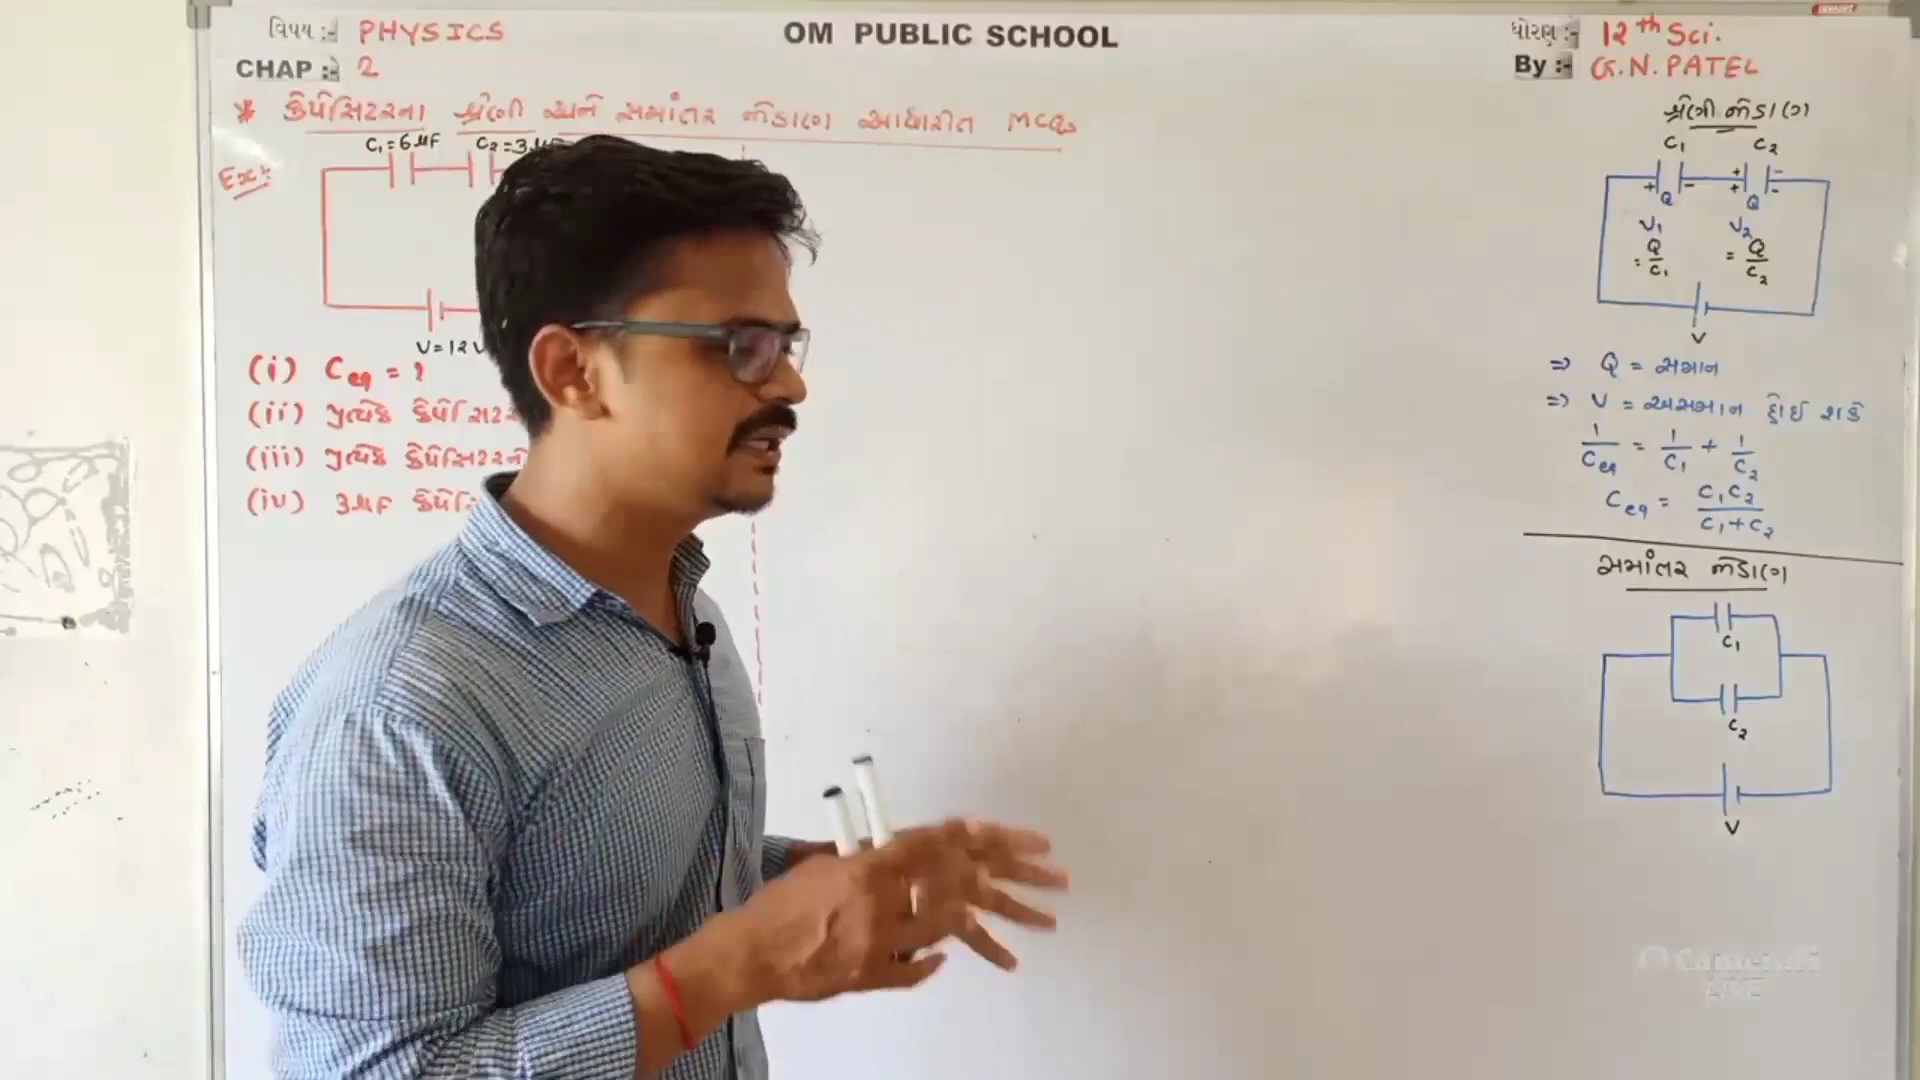 વિષય :- PHYSICS
OM PUBLIC SCHOOL
ધોરણ :- 12th Sci.
CHAP :- 2
By :- G.N. PATEL
* કેપેસિટરના શ્રેણી અને સમાંતર જોડાણ આધારીત MCQs
Ex:
C₁=6μF C₂=3μF
V=12V
(i) Ceq = ?
(ii) પ્રત્યેક
(iii) પ્રત્યેક
(iv) 3μF
શ્રેણી જોડાણ
C₁ C₂
+ - + -
+ Q + Q -
V₁ V₂
= Q/C₁ = Q/C₂
V
⇒ Q = સમાન
⇒ V = અસમાન હોઈ શકે
1/Ceq = 1/C₁ + 1/C₂
Ceq = C₁C₂/C₁+C₂
સમાંતર જોડાણ
C₁
C₂
V
LIVE